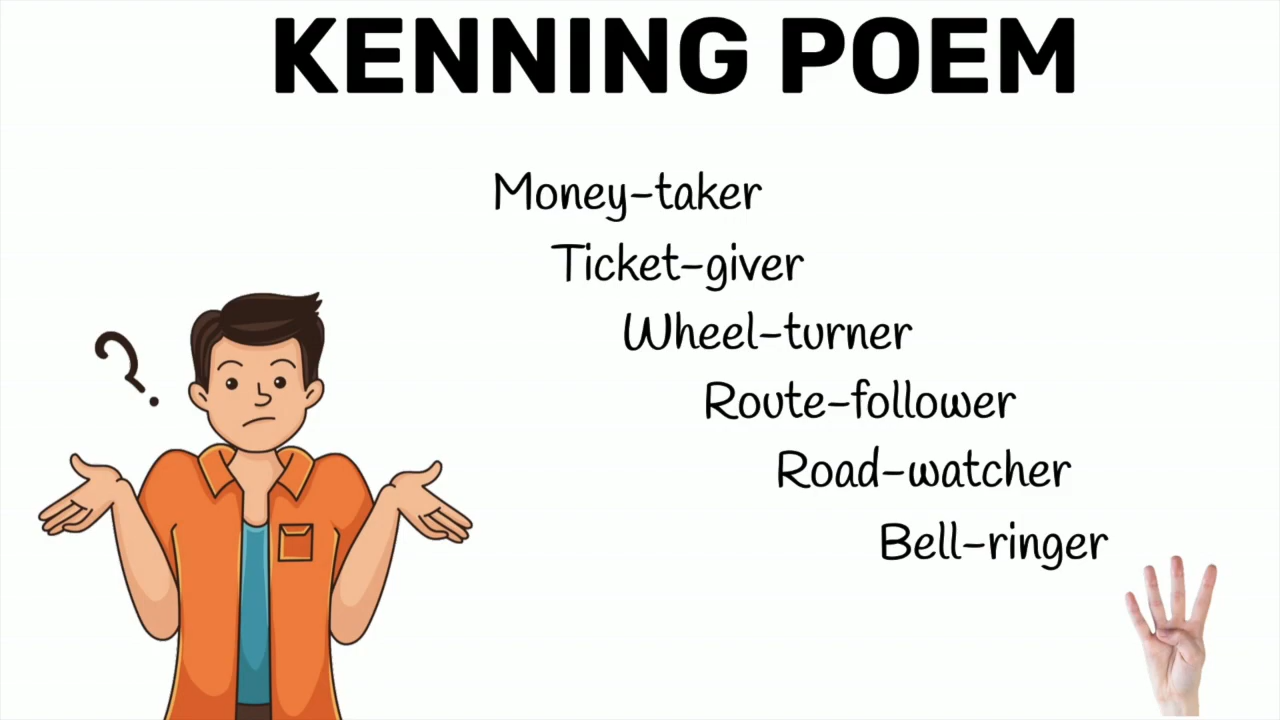 KENNING POEM
Money-taker
Ticket-giver
Wheel-turner
Route-follower
Road-watcher
Bell-ringer
?